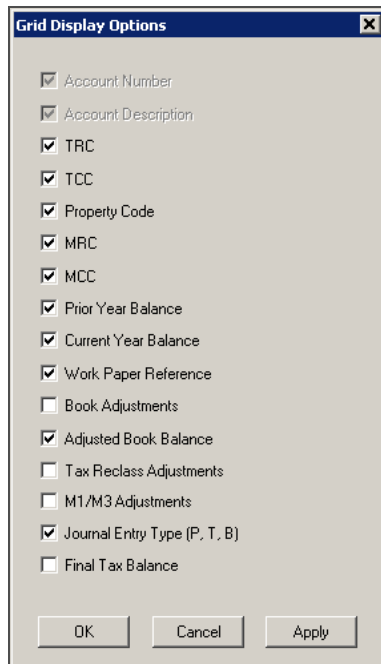 Grid Display Options
Account Number
Account Description
TRC
TCC
Property Code
MRC
MCC
Prior Year Balance
Current Year Balance
Work Paper Reference
Book Adjustments
Adjusted Book Balance
Tax Reclass Adjustments
M1/M3 Adjustments
Journal Entry Type (P, T, B)
Final Tax Balance
OK Cancel Apply